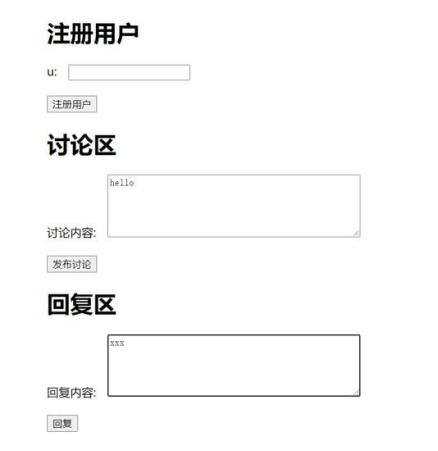 注册用户
u:
注册用户
讨论区
hello
讨论内容:
发布讨论
回复区
xxx
回复内容:
回复